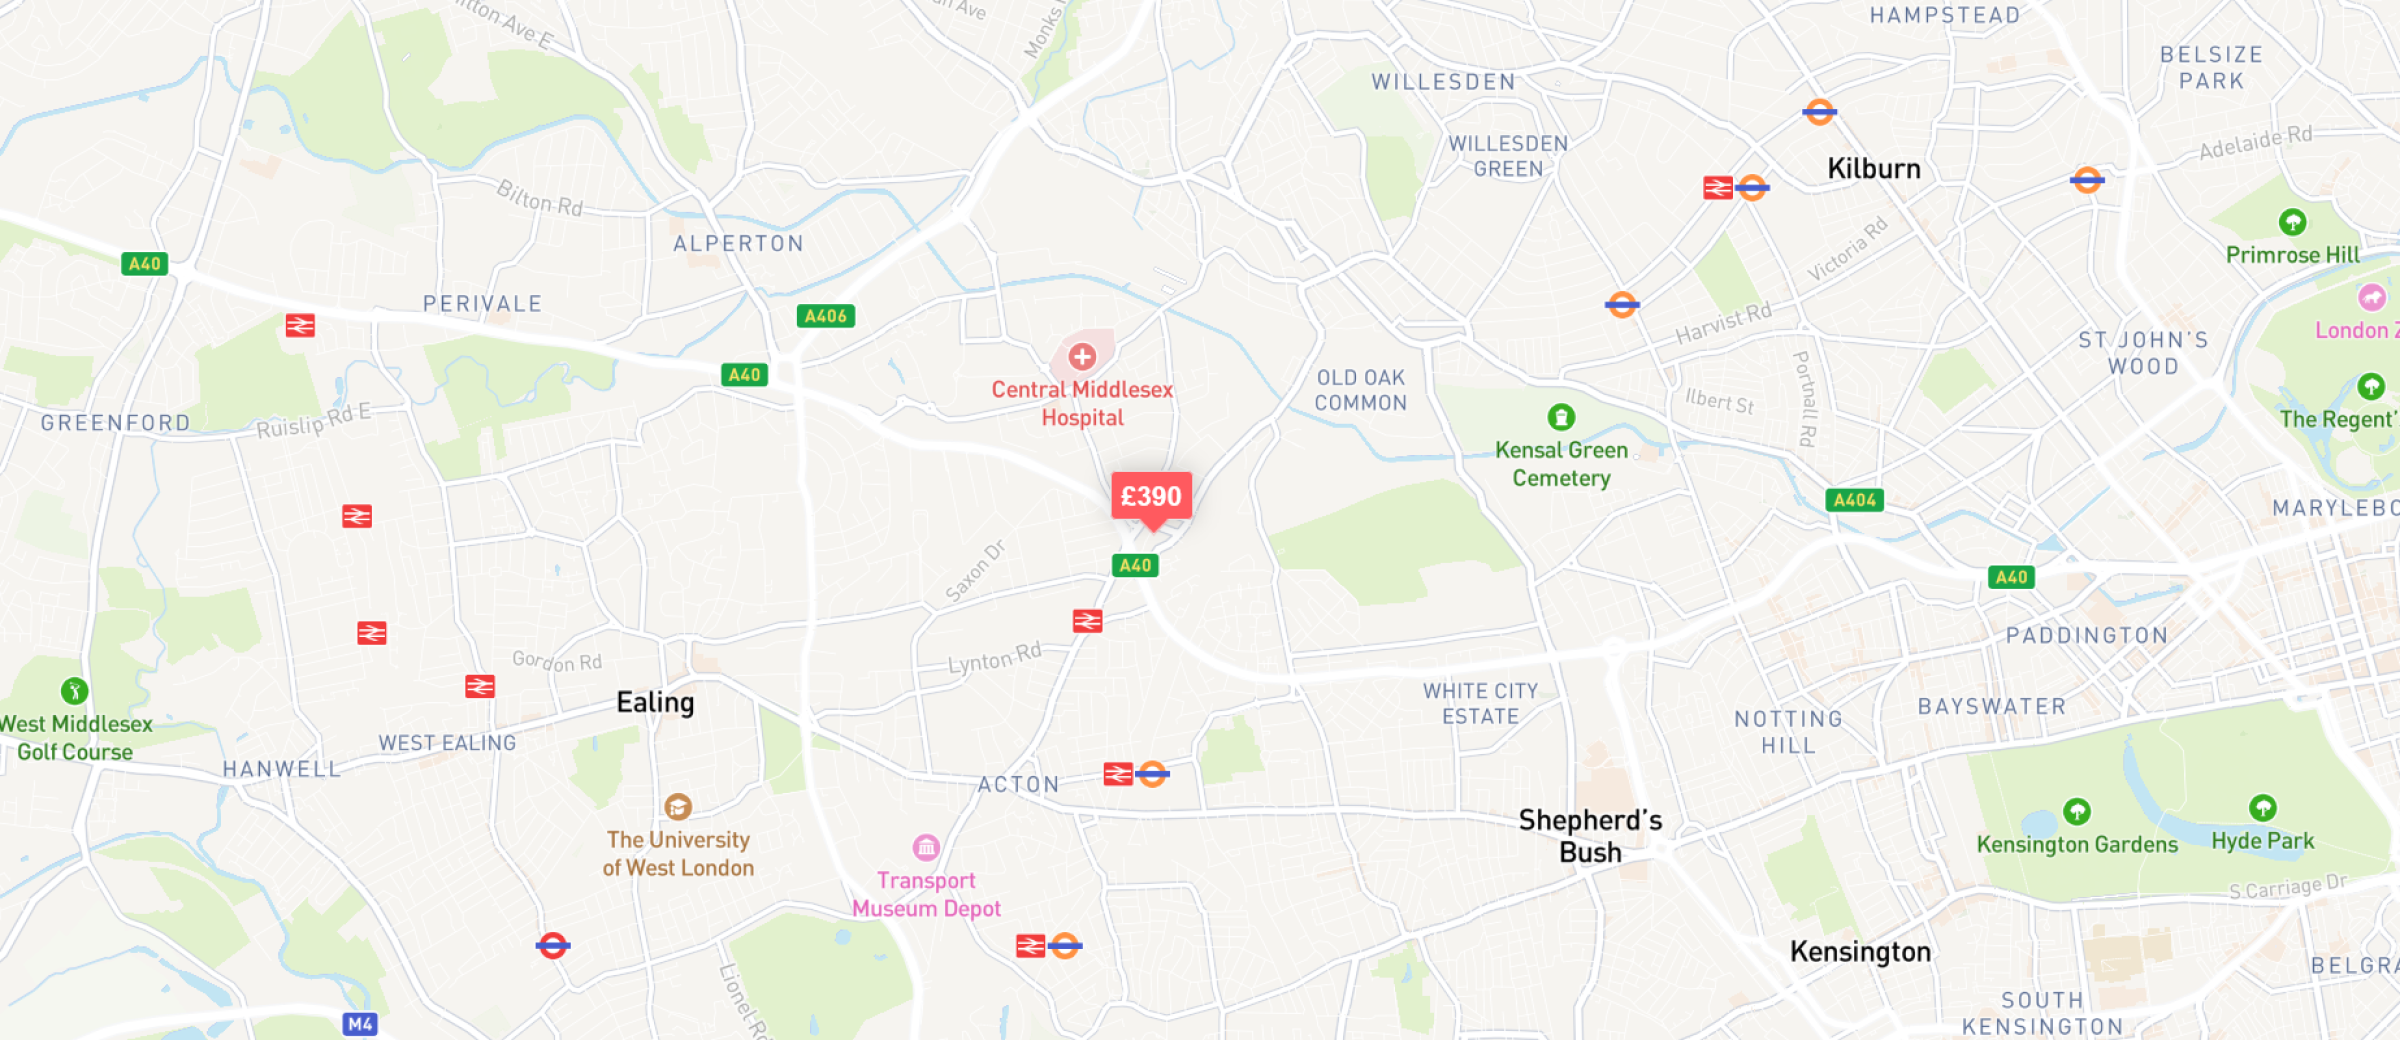 HAMPSTEAD
BELSIZE
PARK
WILLESDEN
WILLESDEN
GREEN
Kilburn
Adelaide Rd
Bilton Rd
ALPERTON
Victoria Rd
Primrose Hill
A40
PERIVALE
A406
Harvist Rd
London
ST JOHN'S
WOOD
A40
Central Middlesex
Hospital
OLD OAK
COMMON
Portnall Rd
Ilbert St
The Regent'
GREENFORD
Ruislip Rd E
Kensal Green
Cemetery
£390
A404
MARYLEBO
Saxon Dr
A40
A40
PADDINGTON
Gordon Rd
Lynton Rd
Ealing
WHITE CITY
ESTATE
BAYSWATER
NOTTING
HILL
West Middlesex
Golf Course
WEST EALING
HANWELL
ACTON
Shepherd's
Bush
The University
of West London
Kensington Gardens
Hyde Park
Transport
Museum Depot
S Carriage Dr
Kensington
BELGRA
Lionel Rd
SOUTH
KENSINGTON
M4